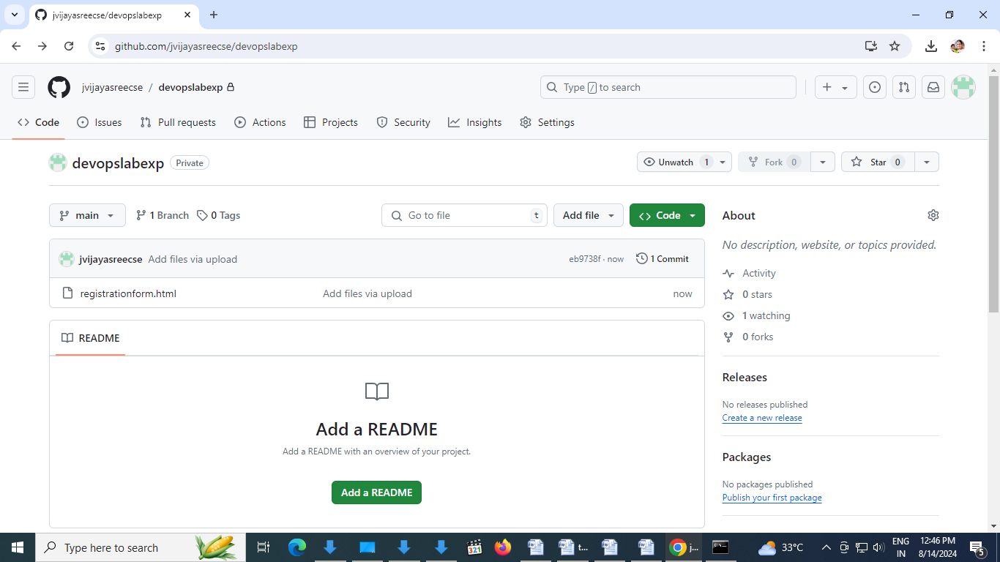 jvijayasreecse/devopslabexp
github.com/jvijayasreecse/devopslabexp
jvijayasreecse / devopslabexp
Type / to search
Code Issues Pull requests Actions Projects Security Insights Settings
devopslabexp Private
Unwatch 1 Fork 0 Star 0
main 1 Branch 0 Tags
Go to file t
Add file
Code
jvijayasreecse Add files via upload eb9738f · now 1 Commit
registrationform.html Add files via upload now
README
Add a README
Add a README with an overview of your project.
Add a README
About
No description, website, or topics provided.
Activity
0 stars
1 watching
0 forks
Releases
No releases published
Create a new release
Packages
No packages published
Publish your first package
Type here to search
321
t...
j...
33°C
ENG
IN
12:46 PM
8/14/2024
5